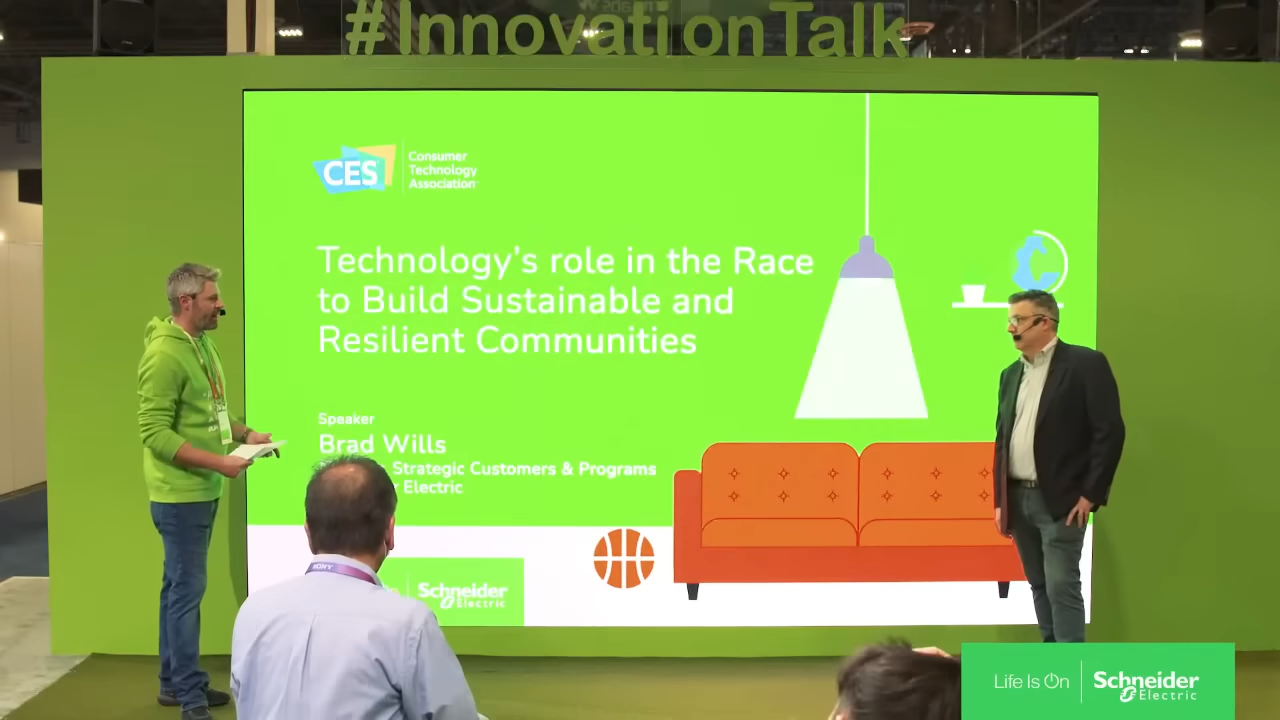 #InnovationTalk
CES
Consumer
Technology
Association
Technology's role in the Race
to Build Sustainable and
Resilient Communities
Speaker
Brad Wills
Strategic Customers & Programs
Electric
SONY
Schneider
Electric
Life Is On
Schneider
Electric